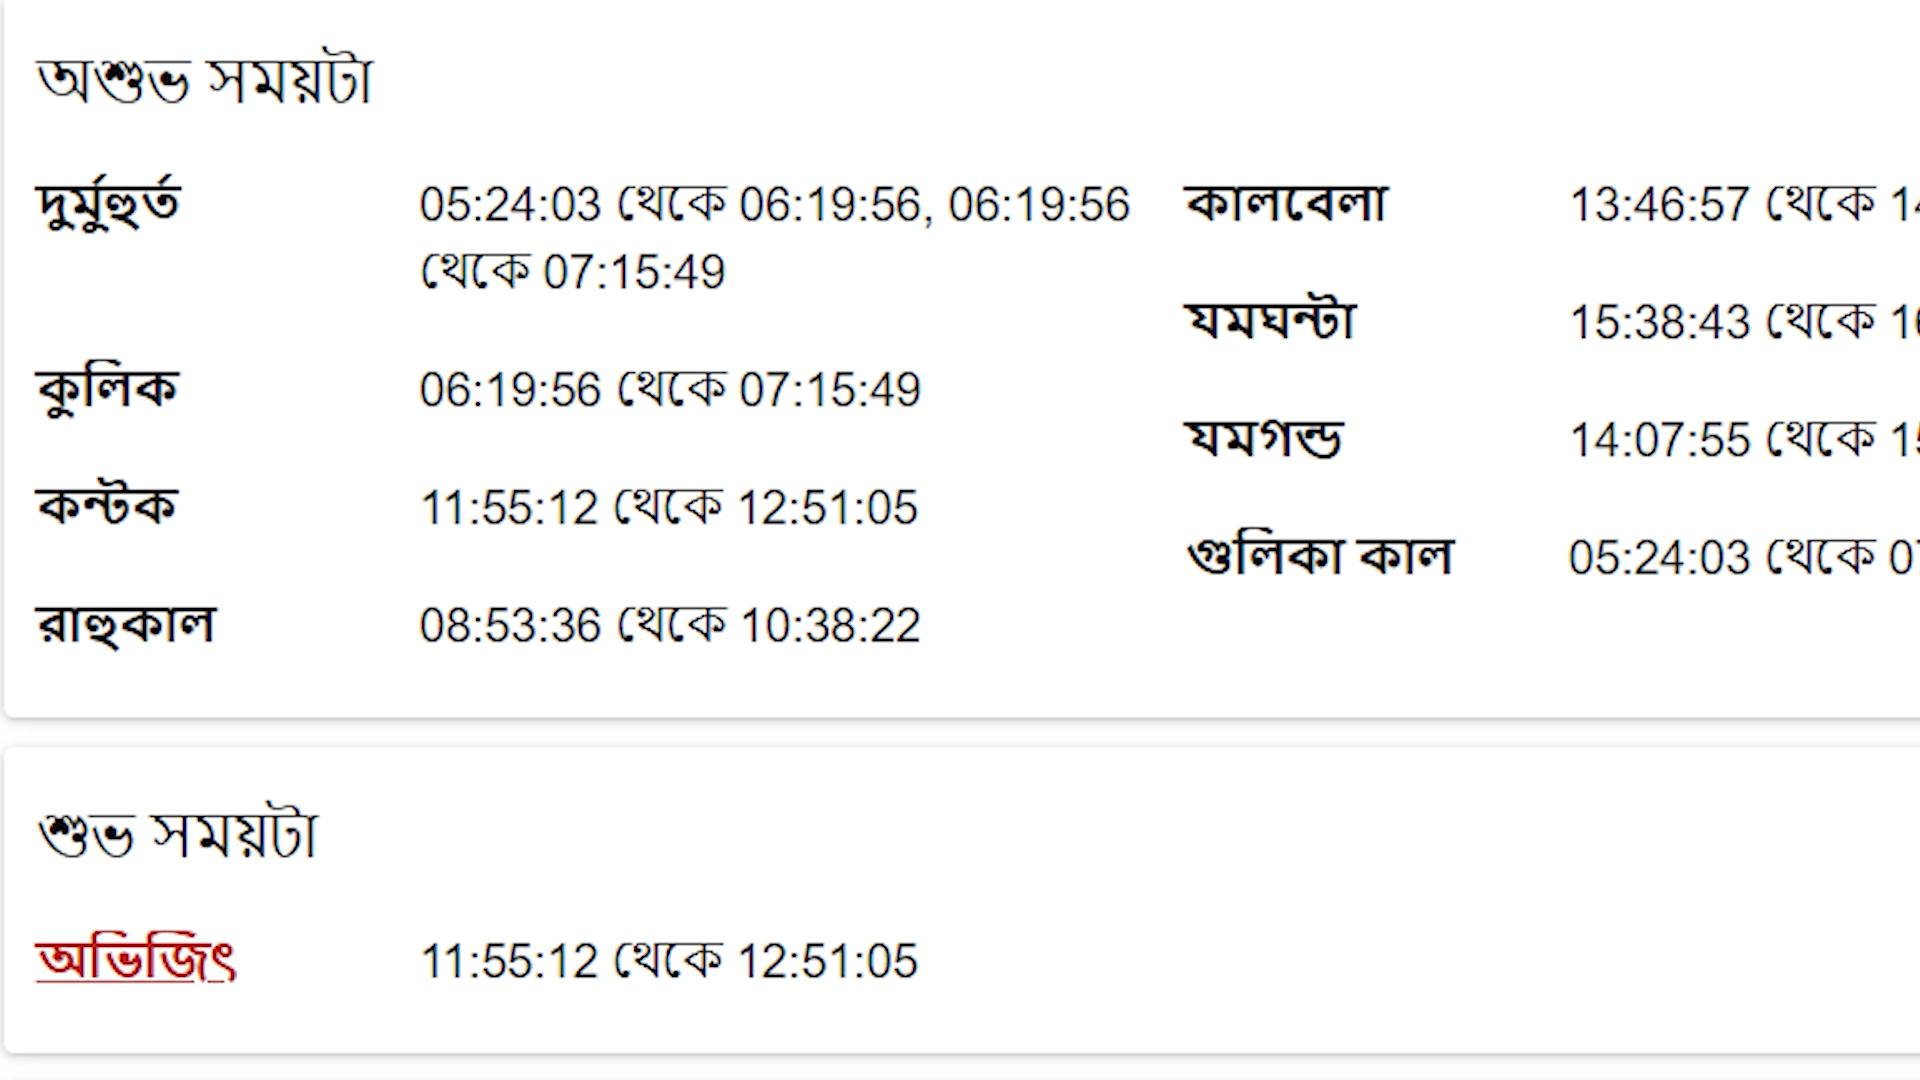 অশুভ সময়টা
দুর্মুহুর্ত 05:24:03 থেকে 06:19:56, 06:19:56
থেকে 07:15:49
কুলিক 06:19:56 থেকে 07:15:49
কন্টক 11:55:12 থেকে 12:51:05
রাহুকাল 08:53:36 থেকে 10:38:22
কালবেলা 13:46:57 থেকে
যমঘন্টা 15:38:43 থেকে
যমগন্ড 14:07:55 থেকে
গুলিকা কাল 05:24:03 থেকে
শুভ সময়টা
অভিজিৎ 11:55:12 থেকে 12:51:05